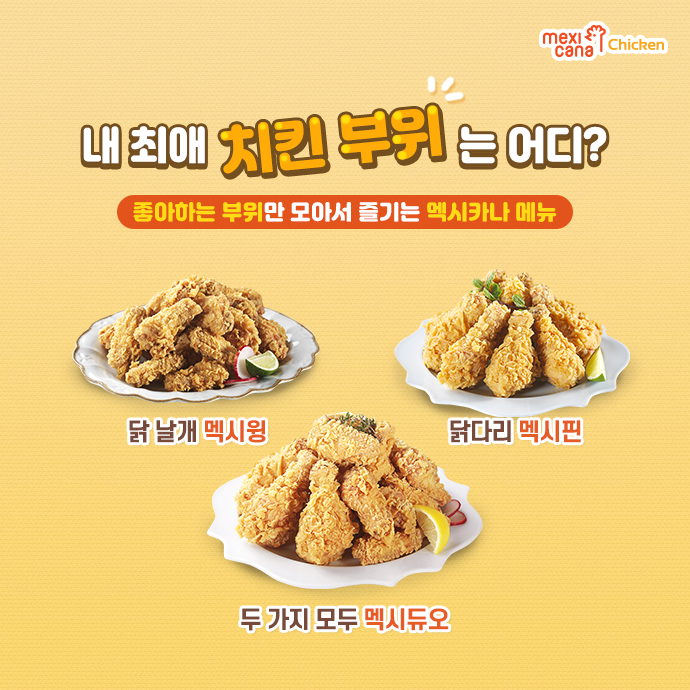 mexi
cana Chicken
내 최애 치킨 부위는 어디?
좋아하는 부위만 모아서 즐기는 멕시카나 메뉴
닭 날개 멕시윙
닭다리 멕시핀
두 가지 모두 멕시듀오